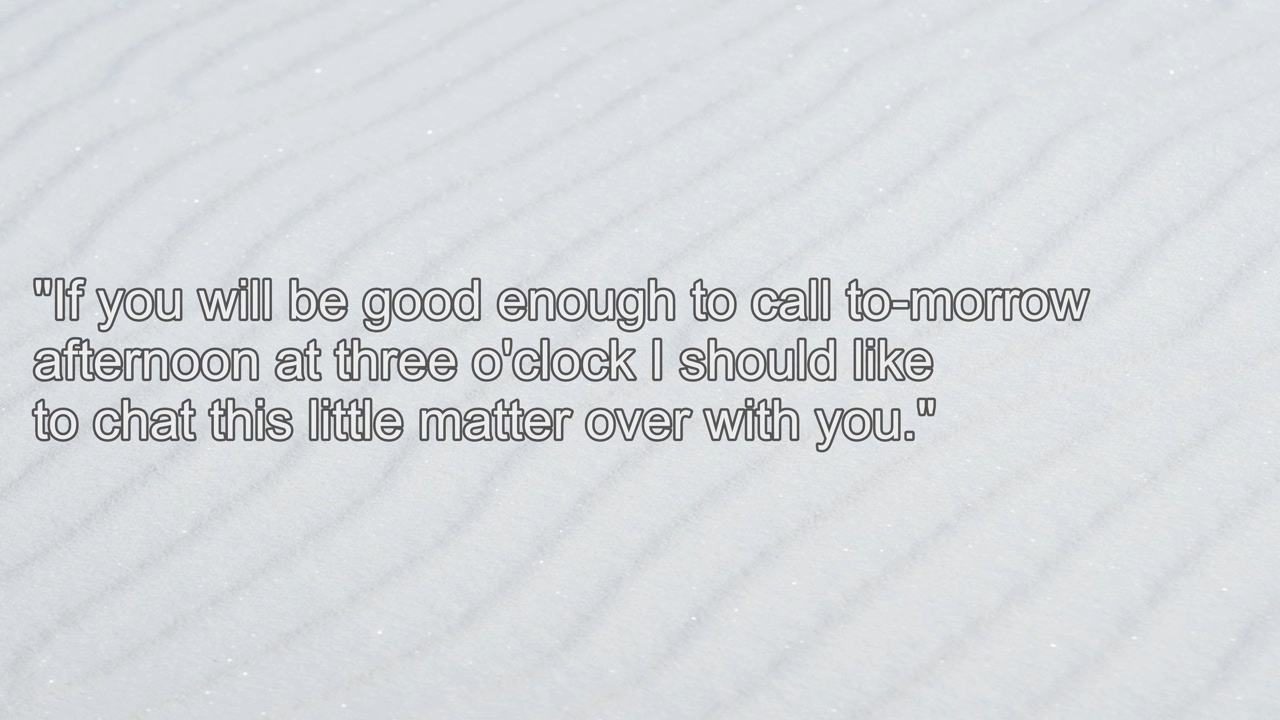 "If you will be good enough to call to-morrow
afternoon at three o'clock I should like
to chat this little matter over with you."